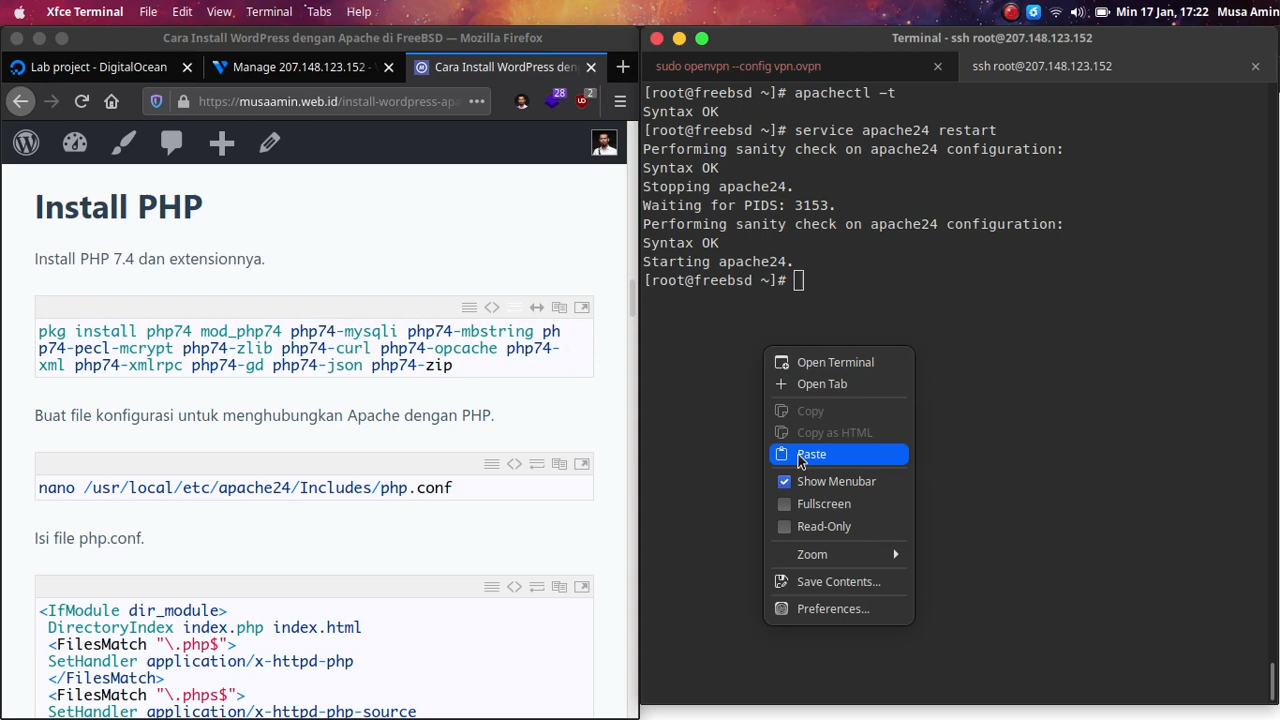 Xfce Terminal File Edit View Terminal Tabs Help
Min 17 Jan, 17:22 Musa Amin
Cara Install WordPress dengan Apache di FreeBSD — Mozilla Firefox
Lab project - DigitalOcean
Manage 207.148.123.152 -
Cara Install WordPress den
https://musaamin.web.id/install-wordpress-apa
28
2
Install PHP
Install PHP 7.4 dan extensionnya.
pkg install php74 mod_php74 php74-mysqli php74-mbstring ph
p74-pecl-mcrypt php74-zlib php74-curl php74-opcache php74-
xml php74-xmlrpc php74-gd php74-json php74-zip
Buat file konfigurasi untuk menghubungkan Apache dengan PHP.
nano /usr/local/etc/apache24/Includes/php.conf
Isi file php.conf.
<IfModule dir_module>
DirectoryIndex index.php index.html
<FilesMatch "\.php$">
SetHandler application/x-httpd-php
</FilesMatch>
<FilesMatch "\.phps$">
SetHandler application/x-httpd-php-source
Terminal - ssh root@207.148.123.152
sudo openvpn --config vpn.ovpn
ssh root@207.148.123.152
[root@freebsd ~]# apachectl -t
Syntax OK
[root@freebsd ~]# service apache24 restart
Performing sanity check on apache24 configuration:
Syntax OK
Stopping apache24.
Waiting for PIDS: 3153.
Performing sanity check on apache24 configuration:
Syntax OK
Starting apache24.
[root@freebsd ~]#
Open Terminal
Open Tab
Copy
Copy as HTML
Paste
Show Menubar
Fullscreen
Read-Only
Zoom
Save Contents...
Preferences...